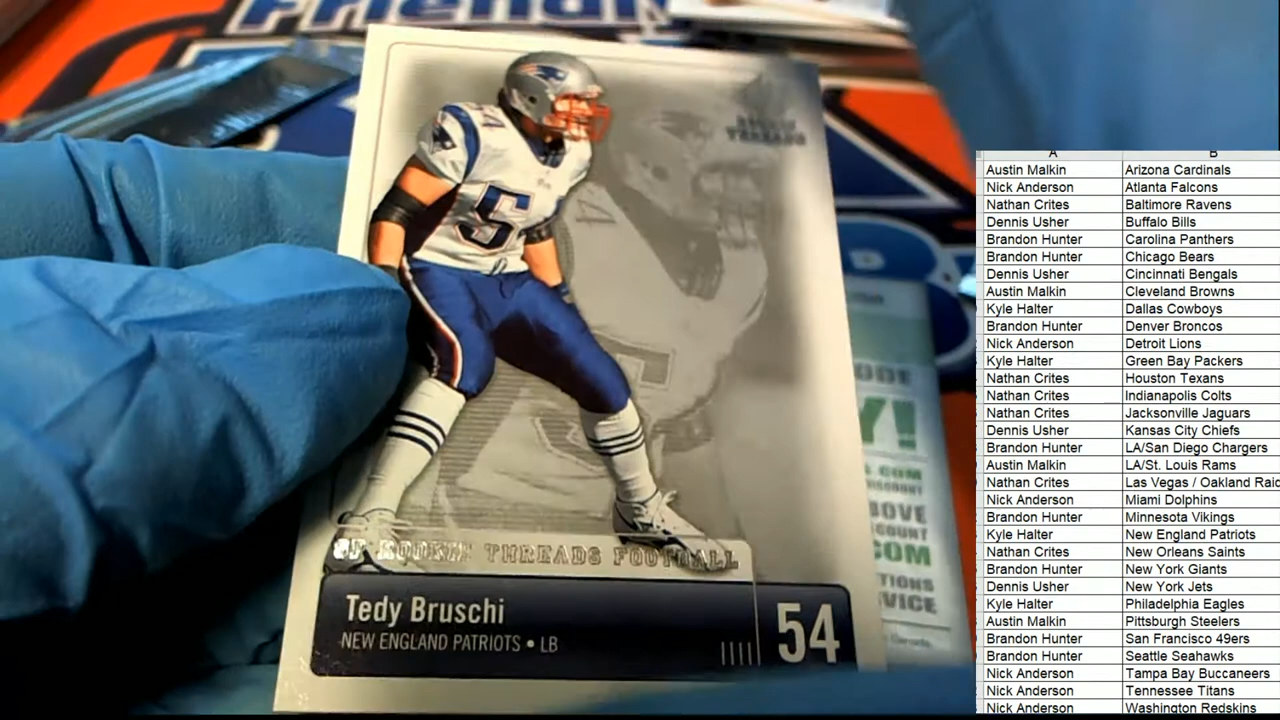 Friendly
54
SP ROOKIE THREADS FOOTBALL
Tedy Bruschi
NEW ENGLAND PATRIOTS • LB
54
A B
Austin Malkin Arizona Cardinals
Nick Anderson Atlanta Falcons
Nathan Crites Baltimore Ravens
Dennis Usher Buffalo Bills
Brandon Hunter Carolina Panthers
Brandon Hunter Chicago Bears
Dennis Usher Cincinnati Bengals
Austin Malkin Cleveland Browns
Kyle Halter Dallas Cowboys
Brandon Hunter Denver Broncos
Nick Anderson Detroit Lions
Kyle Halter Green Bay Packers
Nathan Crites Houston Texans
Nathan Crites Indianapolis Colts
Nathan Crites Jacksonville Jaguars
Dennis Usher Kansas City Chiefs
Brandon Hunter LA/San Diego Chargers
Austin Malkin LA/St. Louis Rams
Nathan Crites Las Vegas / Oakland Raid
Nick Anderson Miami Dolphins
Brandon Hunter Minnesota Vikings
Kyle Halter New England Patriots
Nathan Crites New Orleans Saints
Brandon Hunter New York Giants
Dennis Usher New York Jets
Kyle Halter Philadelphia Eagles
Austin Malkin Pittsburgh Steelers
Brandon Hunter San Francisco 49ers
Brandon Hunter Seattle Seahawks
Nick Anderson Tampa Bay Buccaneers
Nick Anderson Tennessee Titans
Nick Anderson Washington Redskins